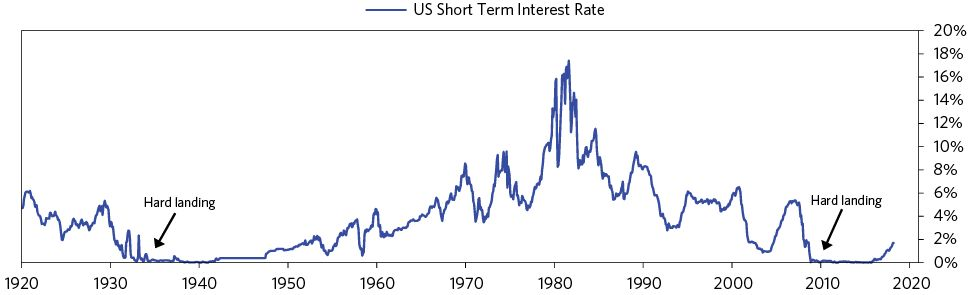 US Short Term Interest Rate
20%
18%
16%
14%
12%
10%
8%
6%
4%
2%
0%
Hard landing
Hard landing
1920 1930 1940 1950 1960 1970 1980 1990 2000 2010 2020